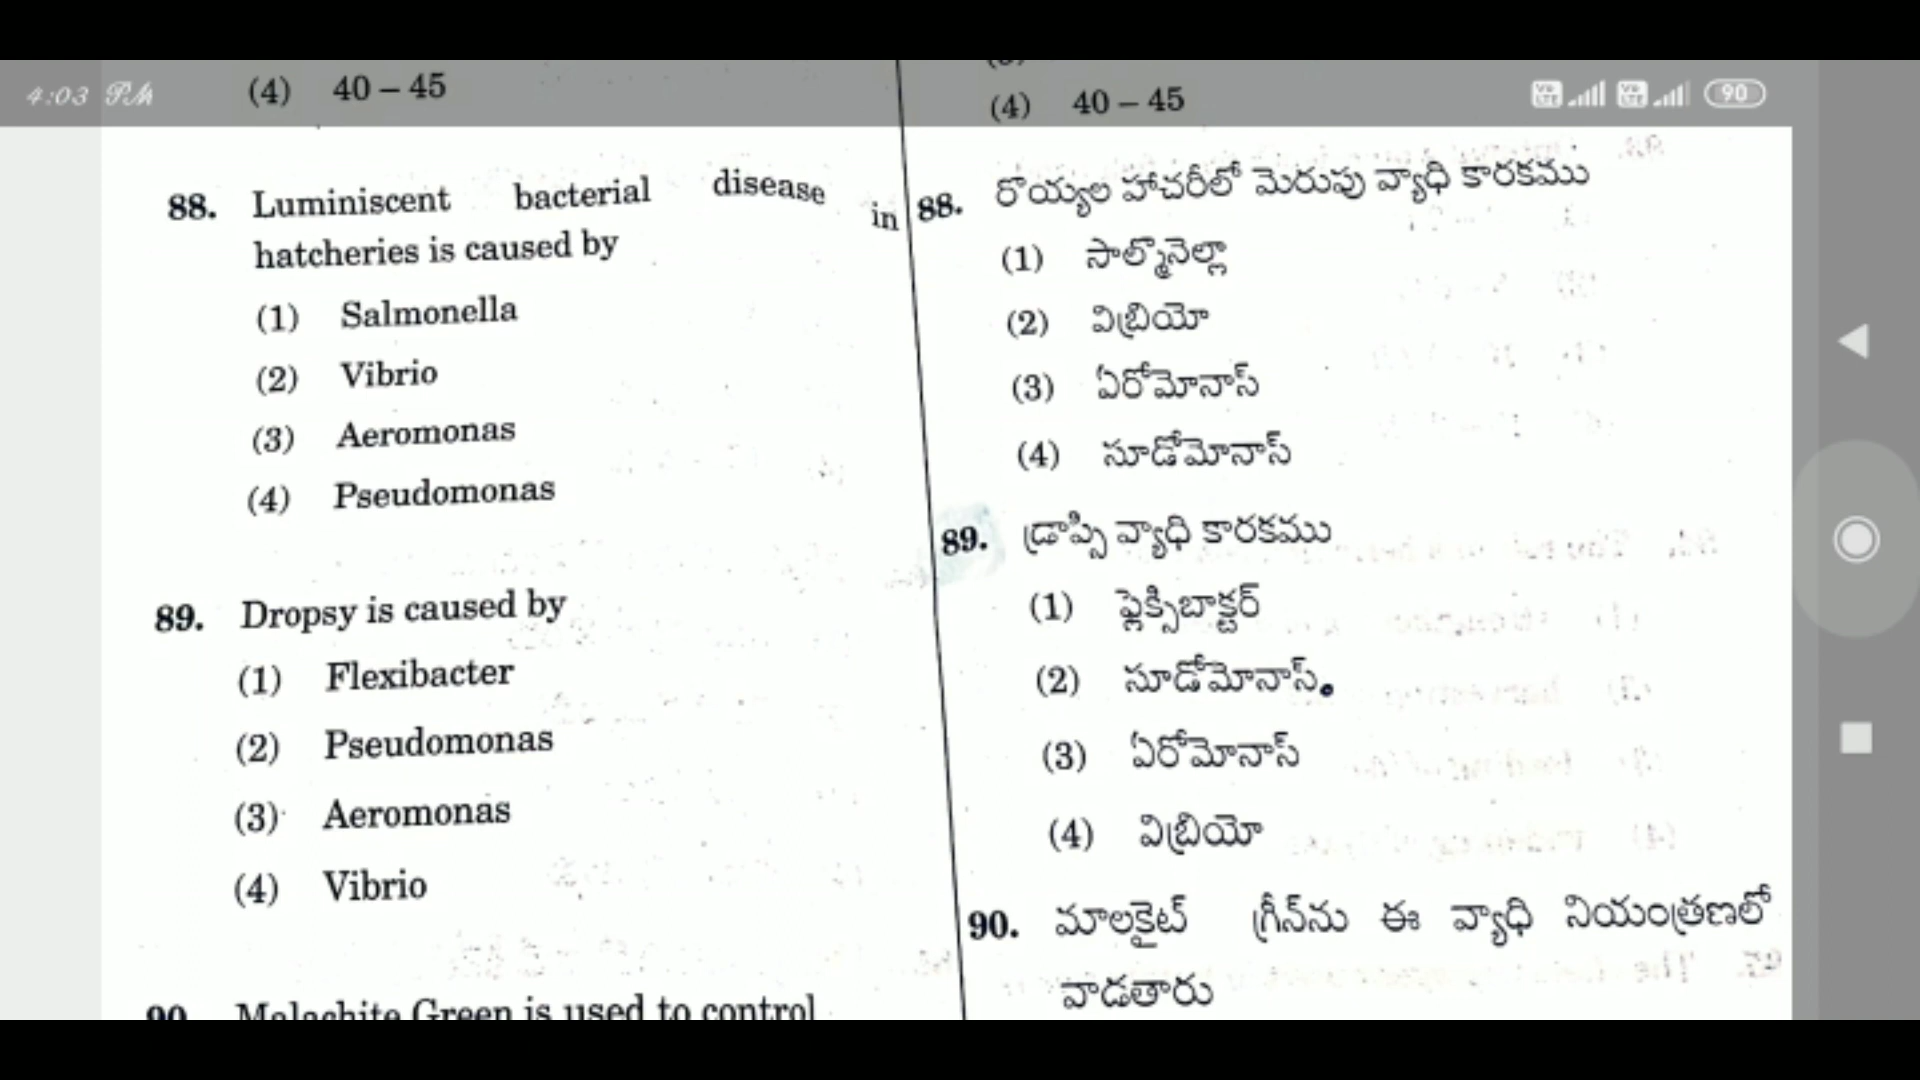 4:03 PM
90
(4) 40 – 45
88. Luminiscent bacterial disease in
hatcheries is caused by
(1) Salmonella
(2) Vibrio
(3) Aeromonas
(4) Pseudomonas
89. Dropsy is caused by
(1) Flexibacter
(2) Pseudomonas
(3) Aeromonas
(4) Vibrio
90. Malachite Green is used to control
(4) 40 – 45
88. రొయ్యల హాచరీలో మెరుపు వ్యాధి కారకము
(1) సాల్మొనెల్లా
(2) విబ్రియో
(3) ఏరోమోనాస్
(4) సూడోమోనాస్
89. డ్రాప్సి వ్యాధి కారకము
(1) ఫ్లెక్సిబాక్టర్
(2) సూడోమోనాస్.
(3) ఏరోమోనాస్
(4) విబ్రియో
90. మాలకైట్ గ్రీన్‌ను ఈ వ్యాధి నియంత్రణలో
వాడతారు